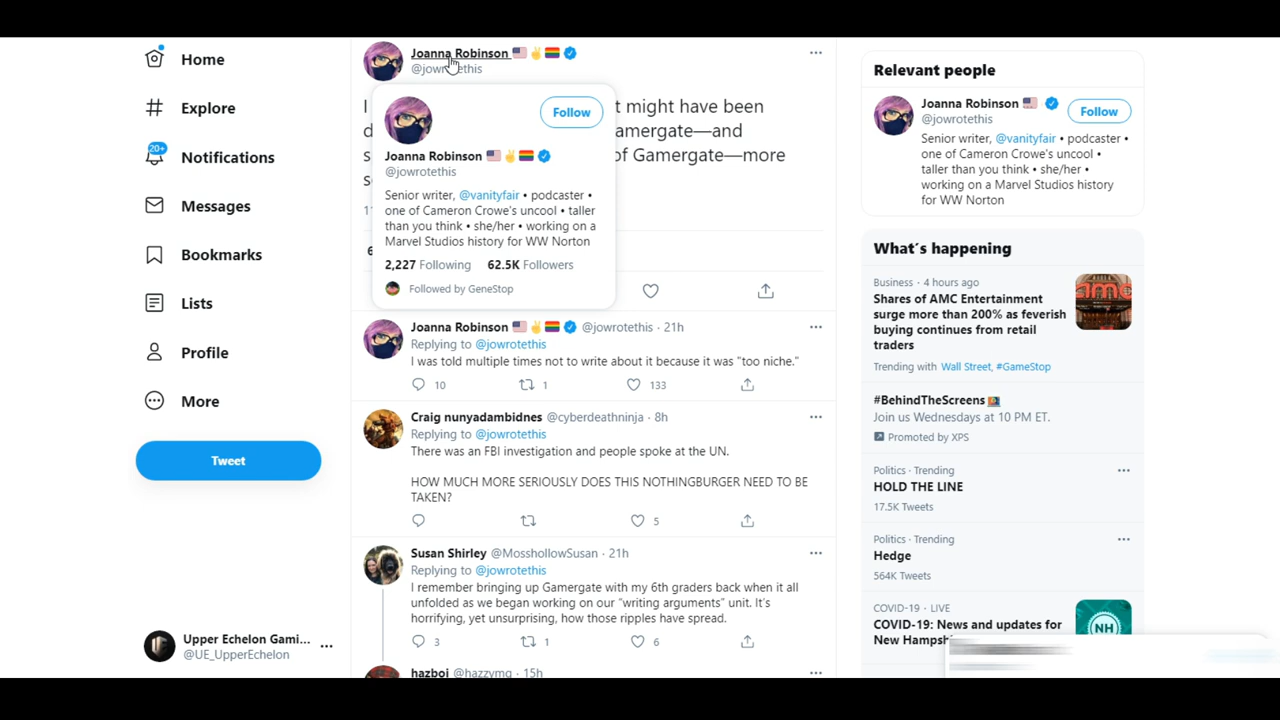 Home
Explore
20+
Notifications
Messages
Bookmarks
Lists
Profile
More
Tweet
Upper Echelon Gami...
@UE_UpperEchelon
Joanna Robinson
@jowrotethis
I
t might have been
d
amergate—and
s
of Gamergate—more
s
Follow
Joanna Robinson
@jowrotethis
Senior writer, @vanityfair • podcaster •
one of Cameron Crowe's uncool • taller
than you think • she/her • working on a
Marvel Studios history for WW Norton
2,227 Following 62.5K Followers
Followed by GeneStop
Joanna Robinson @jowrotethis · 21h
Replying to @jowrotethis
I was told multiple times not to write about it because it was "too niche."
10 1 133
Craig nunyadambidnes @cyberdeathninja · 8h
Replying to @jowrotethis
There was an FBI investigation and people spoke at the UN.
HOW MUCH MORE SERIOUSLY DOES THIS NOTHINGBURGER NEED TO BE
TAKEN?
5
Susan Shirley @MosshollowSusan · 21h
Replying to @jowrotethis
I remember bringing up Gamergate with my 6th graders back when it all
unfolded as we began working on our "writing arguments" unit. It's
horrifying, yet unsurprising, how those ripples have spread.
3 1 6
hazboi @hazzymg · 15h
Relevant people
Joanna Robinson
@jowrotethis
Follow
Senior writer, @vanityfair • podcaster •
one of Cameron Crowe's uncool •
taller than you think • she/her •
working on a Marvel Studios history
for WW Norton
What's happening
Business · 4 hours ago
Shares of AMC Entertainment
surge more than 200% as feverish
buying continues from retail
traders
Trending with Wall Street, #GameStop
amc
#BehindTheScreens
Join us Wednesdays at 10 PM ET.
Promoted by XPS
Politics · Trending
HOLD THE LINE
17.5K Tweets
Politics · Trending
Hedge
564K Tweets
COVID-19 · LIVE
COVID-19: News and updates for
New Hampsh
NH